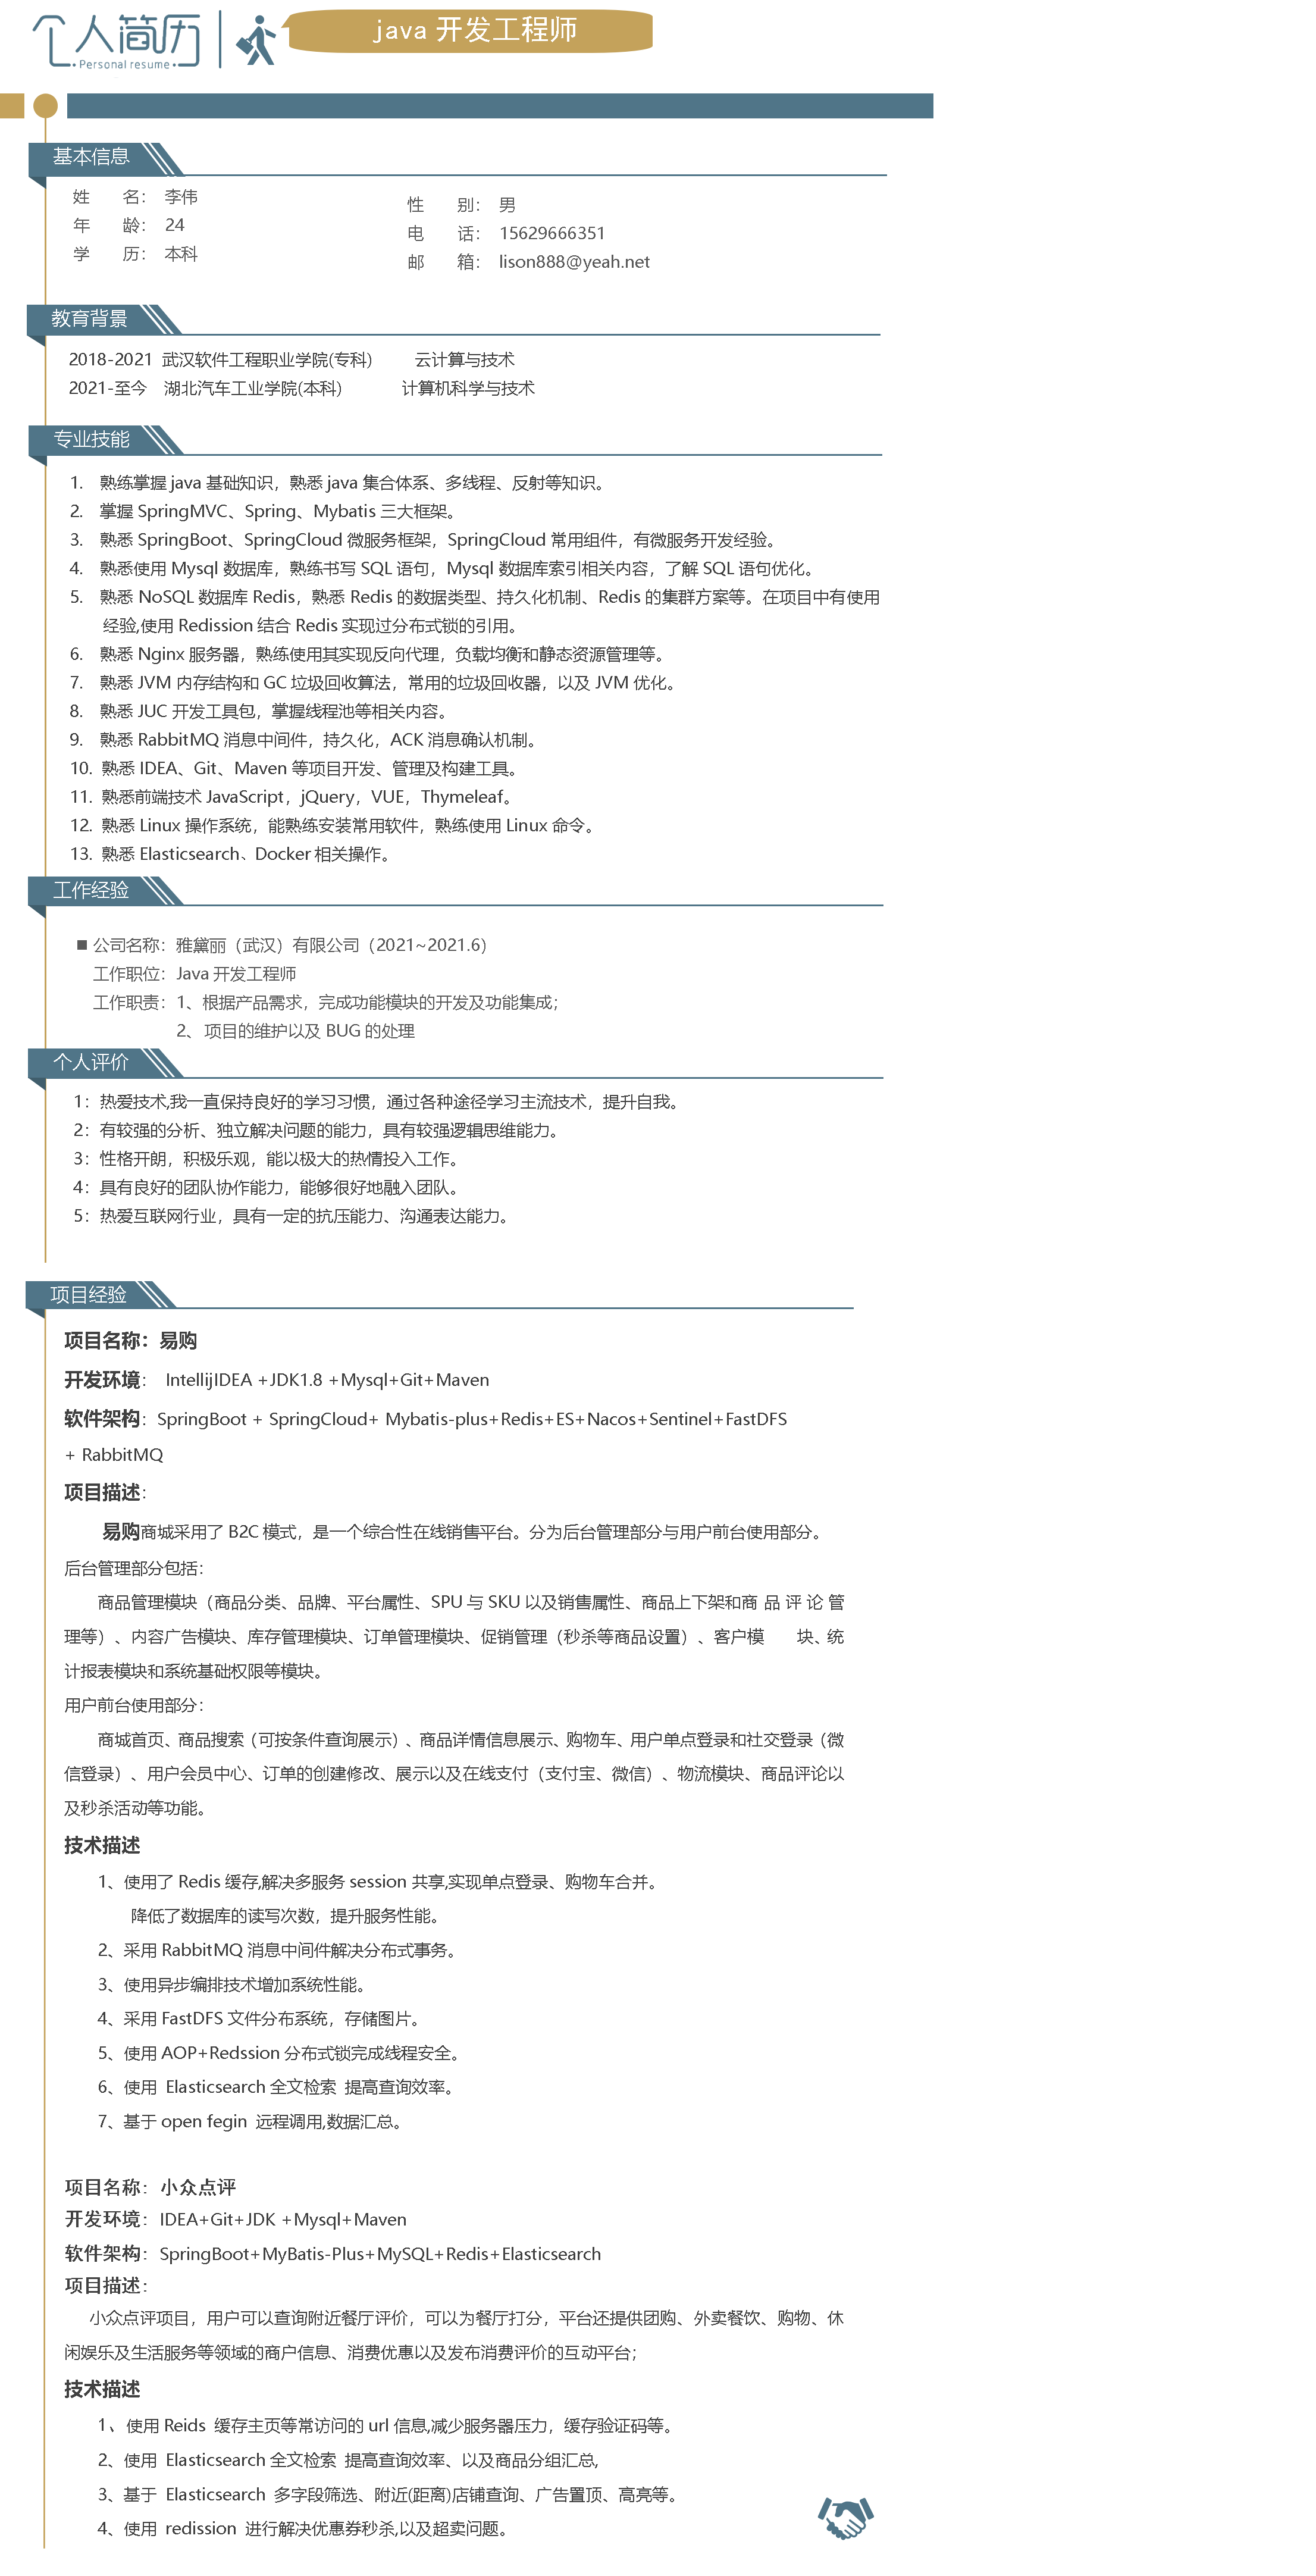 个人简历
Personal resume
java 开发工程师
基本信息
姓 名： 李伟
年 龄： 24
学 历： 本科
性 别： 男
电 话： 15629666351
邮 箱： lison888@yeah.net
教育背景
2018-2021 武汉软件工程职业学院(专科) 云计算与技术
2021-至今 湖北汽车工业学院(本科) 计算机科学与技术
专业技能
1. 熟练掌握 java 基础知识，熟悉 java 集合体系、多线程、反射等知识。
2. 掌握 SpringMVC、Spring、Mybatis 三大框架。
3. 熟悉 SpringBoot、SpringCloud 微服务框架，SpringCloud 常用组件，有微服务开发经验。
4. 熟悉使用 Mysql 数据库，熟练书写 SQL 语句，Mysql 数据库索引相关内容，了解 SQL 语句优化。
5. 熟悉 NoSQL 数据库 Redis，熟悉 Redis 的数据类型、持久化机制、Redis 的集群方案等。在项目中有使用
经验,使用 Redission 结合 Redis 实现过分布式锁的引用。
6. 熟悉 Nginx 服务器，熟练使用其实现反向代理，负载均衡和静态资源管理等。
7. 熟悉 JVM 内存结构和 GC 垃圾回收算法，常用的垃圾回收器，以及 JVM 优化。
8. 熟悉 JUC 开发工具包，掌握线程池等相关内容。
9. 熟悉 RabbitMQ 消息中间件，持久化，ACK 消息确认机制。
10. 熟悉 IDEA、Git、Maven 等项目开发、管理及构建工具。
11. 熟悉前端技术 JavaScript，jQuery，VUE，Thymeleaf。
12. 熟悉 Linux 操作系统，能熟练安装常用软件，熟练使用 Linux 命令。
13. 熟悉 Elasticsearch、Docker 相关操作。
工作经验
■ 公司名称：雅黛丽（武汉）有限公司（2021~2021.6）
工作职位：Java 开发工程师
工作职责：1、根据产品需求，完成功能模块的开发及功能集成；
2、 项目的维护以及 BUG 的处理
个人评价
1：热爱技术,我一直保持良好的学习习惯，通过各种途径学习主流技术，提升自我。
2：有较强的分析、独立解决问题的能力，具有较强逻辑思维能力。
3：性格开朗，积极乐观，能以极大的热情投入工作。
4：具有良好的团队协作能力，能够很好地融入团队。
5：热爱互联网行业，具有一定的抗压能力、沟通表达能力。
项目经验
项目名称：易购
开发环境： IntellijIDEA +JDK1.8 +Mysql+Git+Maven
软件架构：SpringBoot + SpringCloud+ Mybatis-plus+Redis+ES+Nacos+Sentinel+FastDFS
+ RabbitMQ
项目描述：
易购商城采用了 B2C 模式，是一个综合性在线销售平台。分为后台管理部分与用户前台使用部分。
后台管理部分包括：
商品管理模块（商品分类、品牌、平台属性、SPU 与 SKU 以及销售属性、商品上下架和商 品 评 论 管
理等）、内容广告模块、库存管理模块、订单管理模块、促销管理（秒杀等商品设置）、客户模 块、统
计报表模块和系统基础权限等模块。
用户前台使用部分：
商城首页、商品搜索（可按条件查询展示）、商品详情信息展示、购物车、用户单点登录和社交登录（微
信登录）、用户会员中心、订单的创建修改、展示以及在线支付（支付宝、微信）、物流模块、商品评论以
及秒杀活动等功能。
技术描述
1、使用了 Redis 缓存,解决多服务 session 共享,实现单点登录、购物车合并。
降低了数据库的读写次数，提升服务性能。
2、采用 RabbitMQ 消息中间件解决分布式事务。
3、使用异步编排技术增加系统性能。
4、采用 FastDFS 文件分布系统，存储图片。
5、使用 AOP+Redssion 分布式锁完成线程安全。
6、使用 Elasticsearch 全文检索 提高查询效率。
7、基于 open fegin 远程调用,数据汇总。
项目名称：小众点评
开发环境：IDEA+Git+JDK +Mysql+Maven
软件架构：SpringBoot+MyBatis-Plus+MySQL+Redis+Elasticsearch
项目描述：
小众点评项目，用户可以查询附近餐厅评价，可以为餐厅打分，平台还提供团购、外卖餐饮、购物、休
闲娱乐及生活服务等领域的商户信息、消费优惠以及发布消费评价的互动平台；
技术描述
1、使用 Reids 缓存主页等常访问的 url 信息,减少服务器压力，缓存验证码等。
2、使用 Elasticsearch 全文检索 提高查询效率、以及商品分组汇总,
3、基于 Elasticsearch 多字段筛选、附近(距离)店铺查询、广告置顶、高亮等。
4、使用 redission 进行解决优惠券秒杀,以及超卖问题。